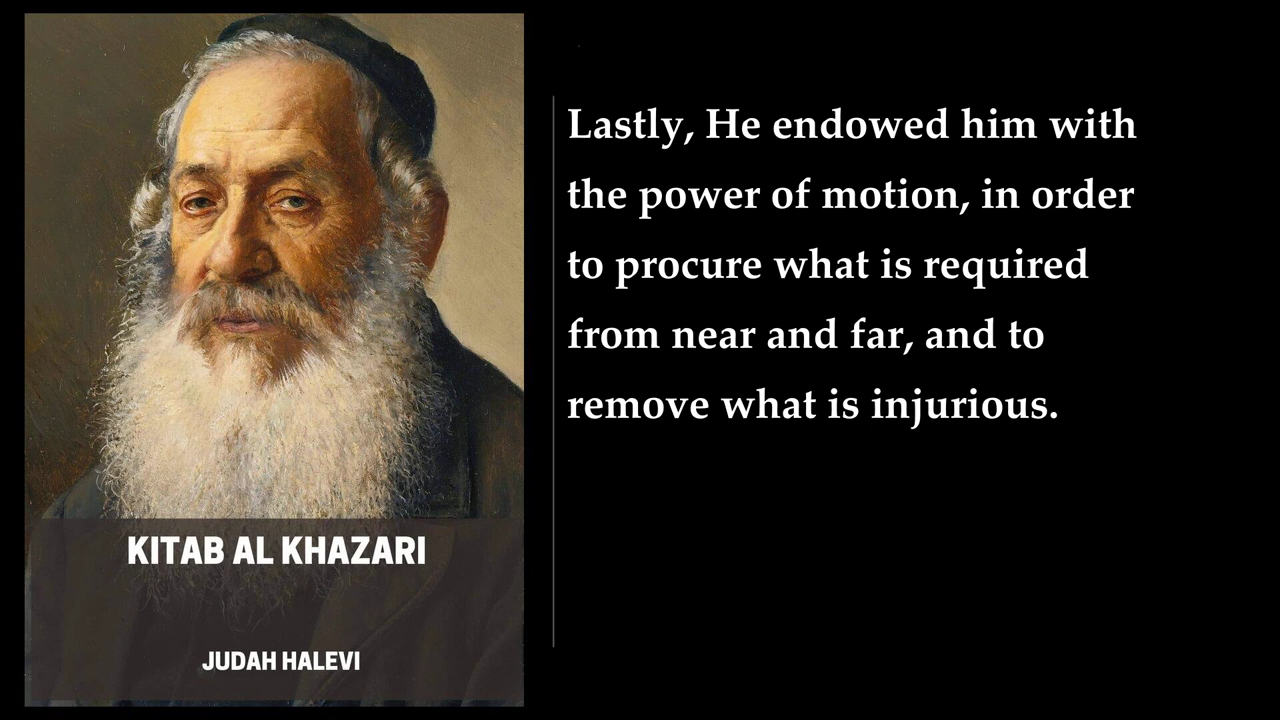 KITAB AL KHAZARI
JUDAH HALEVI
Lastly, He endowed him with
the power of motion, in order
to procure what is required
from near and far, and to
remove what is injurious.